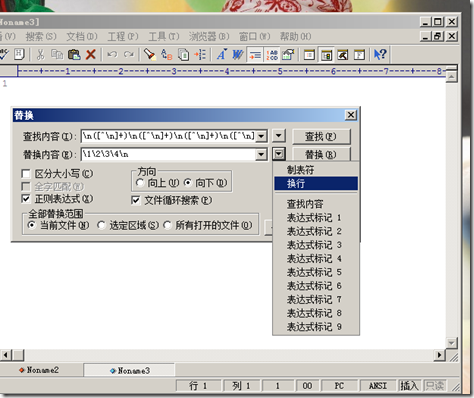 Noname3]
搜索(S) 文档(D) 工程(P) 工具(T) 浏览器(B) 窗口(W) 帮助(H)
----+----1----+----2----+----3----+----4----+----5----+----6----+----7----+----8--
1
替换
查找内容(I): \n([^\n]+)\n([^\n]+)\n([^\n]+)\n([^\n] 查找(F)
替换内容(E): \1\2\3\4\n 替换(R)
区分大小写(C) 方向 制表符
全字匹配(W) 向上(U) 向下(D) 换行
正则表达式(X) 文件循环搜索(P)
全部替换范围 查找内容
当前文件(N) 选定区域(S) 所有打开的文件(O) 表达式标记 1
表达式标记 2
表达式标记 3
表达式标记 4
表达式标记 5
表达式标记 6
表达式标记 7
表达式标记 8
表达式标记 9
Noname2 Noname3
行 1 列 1 1 00 PC ANSI 插入 只读